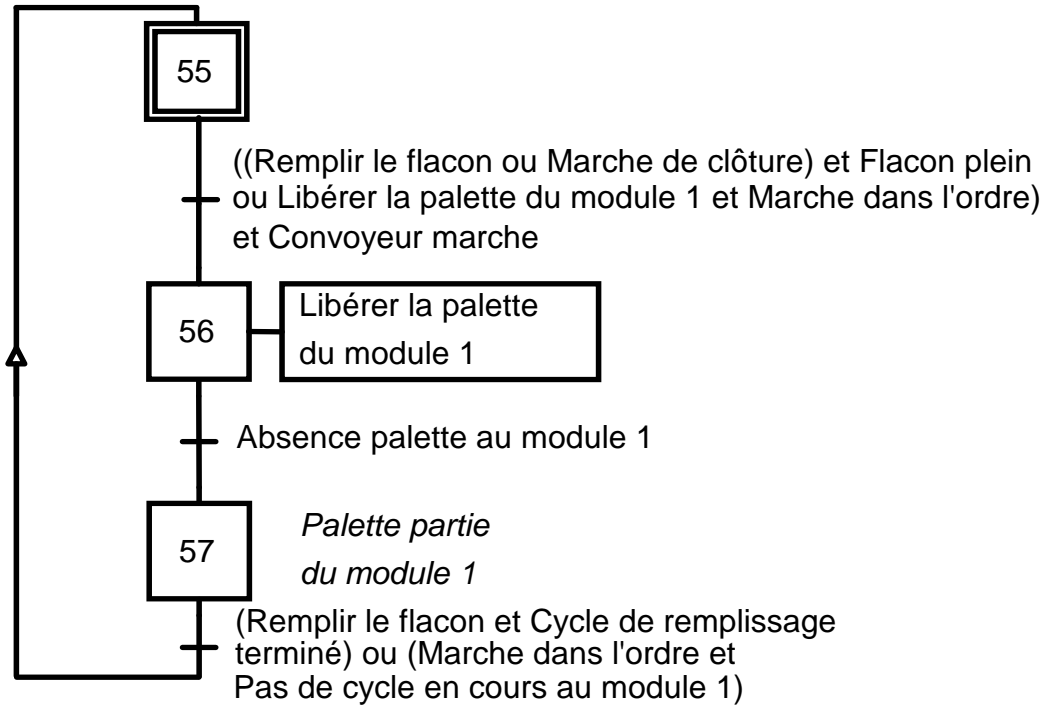 55
((Remplir le flacon ou Marche de clôture) et Flacon plein
ou Libérer la palette du module 1 et Marche dans l'ordre)
et Convoyeur marche
56
Libérer la palette
du module 1
Absence palette au module 1
57
Palette partie
du module 1
(Remplir le flacon et Cycle de remplissage
terminé) ou (Marche dans l'ordre et
Pas de cycle en cours au module 1)